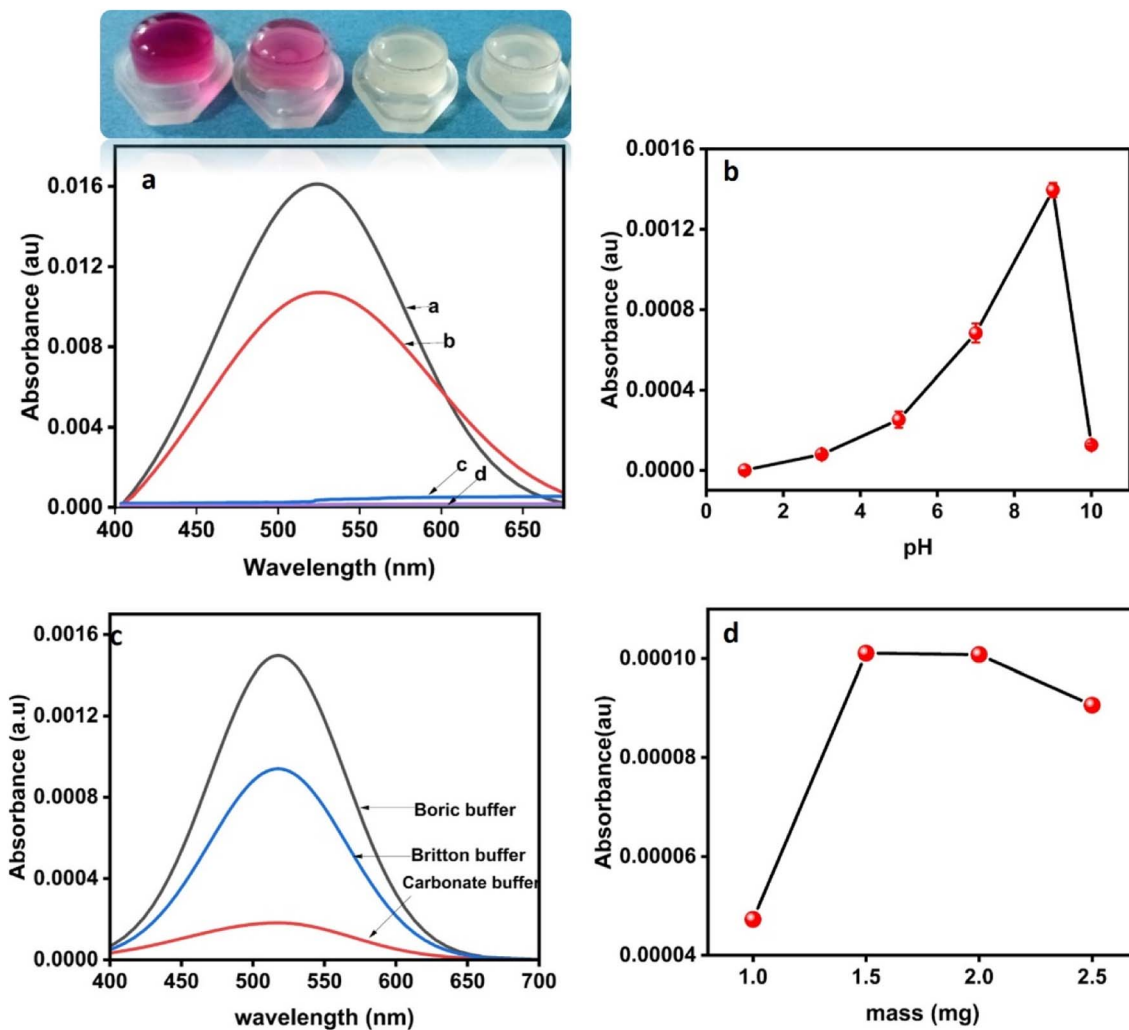 a
0.016
0.012
0.008
0.004
0.000
Absorbance (au)
a
b
c
d
400 450 500 550 600 650
Wavelength (nm)
b
0.0016
0.0012
0.0008
0.0004
0.0000
Absorbance (au)
0 2 4 6 8 10
pH
c
0.0016
0.0012
0.0008
0.0004
0.0000
Absorbance (a.u)
Boric buffer
Britton buffer
Carbonate buffer
400 450 500 550 600 650 700
wavelength (nm)
d
0.00010
0.00008
0.00006
0.00004
Absorbance(au)
1.0 1.5 2.0 2.5
mass (mg)